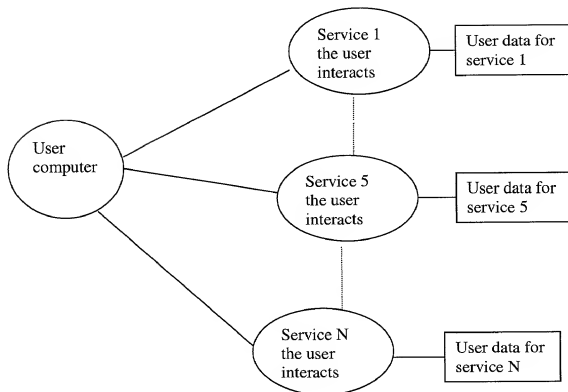 Service 1
the user
interacts
User data for
service 1
User
computer
Service 5
the user
interacts
User data for
service 5
Service N
the user
interacts
User data for
service N